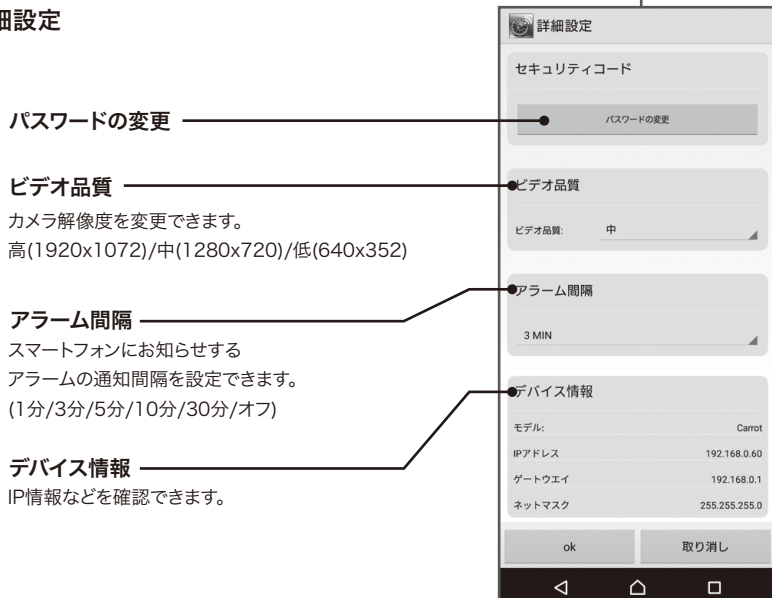 細設定
パスワードの変更
ビデオ品質
カメラ解像度を変更できます。
高(1920x1072)/中(1280x720)/低(640x352)
アラーム間隔
スマートフォンにお知らせする
アラームの通知間隔を設定できます。
(1分/3分/5分/10分/30分/オフ)
デバイス情報
IP情報などを確認できます。
詳細設定
セキュリティコード
パスワードの変更
ビデオ品質
ビデオ品質: 中
アラーム間隔
3 MIN
デバイス情報
モデル: Carrot
IPアドレス 192.168.0.60
ゲートウエイ 192.168.0.1
ネットマスク 255.255.255.0
ok 取り消し